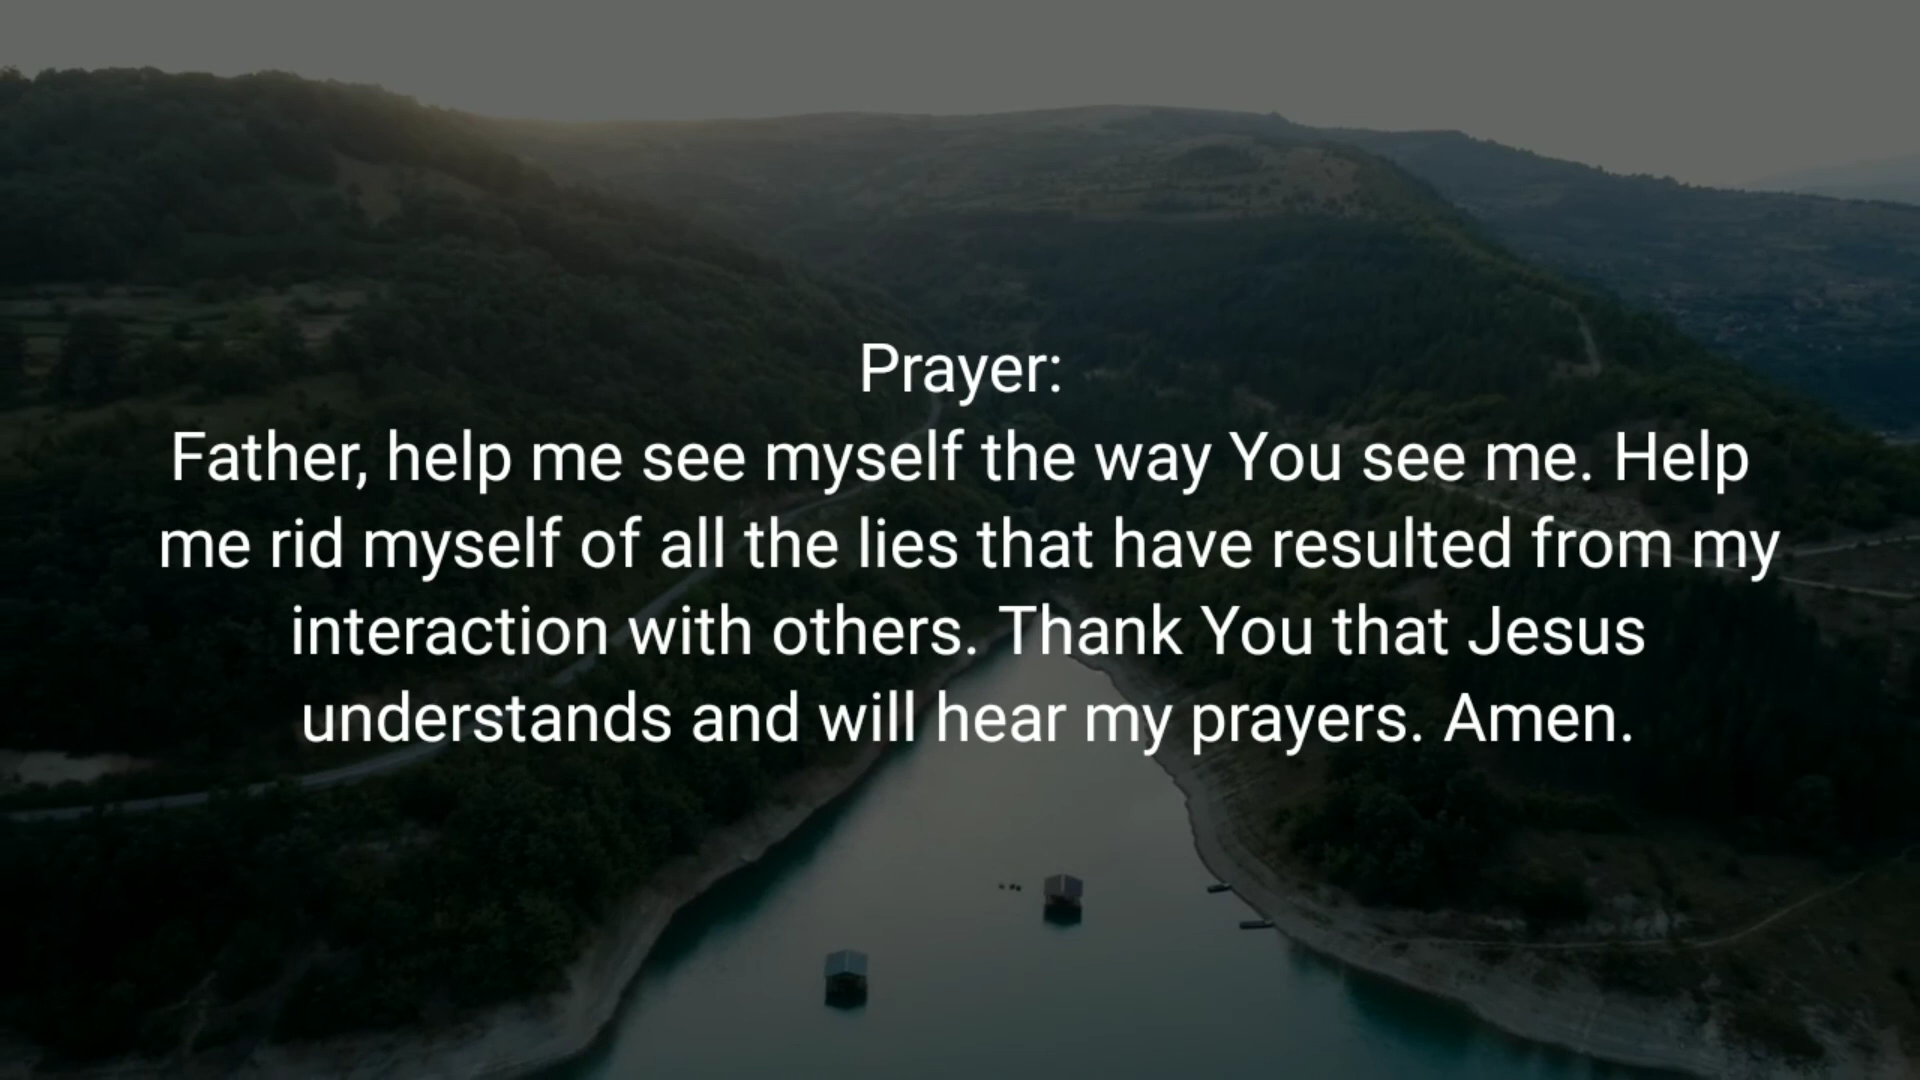 Prayer:
Father, help me see myself the way You see me. Help
me rid myself of all the lies that have resulted from my
interaction with others. Thank You that Jesus
understands and will hear my prayers. Amen.